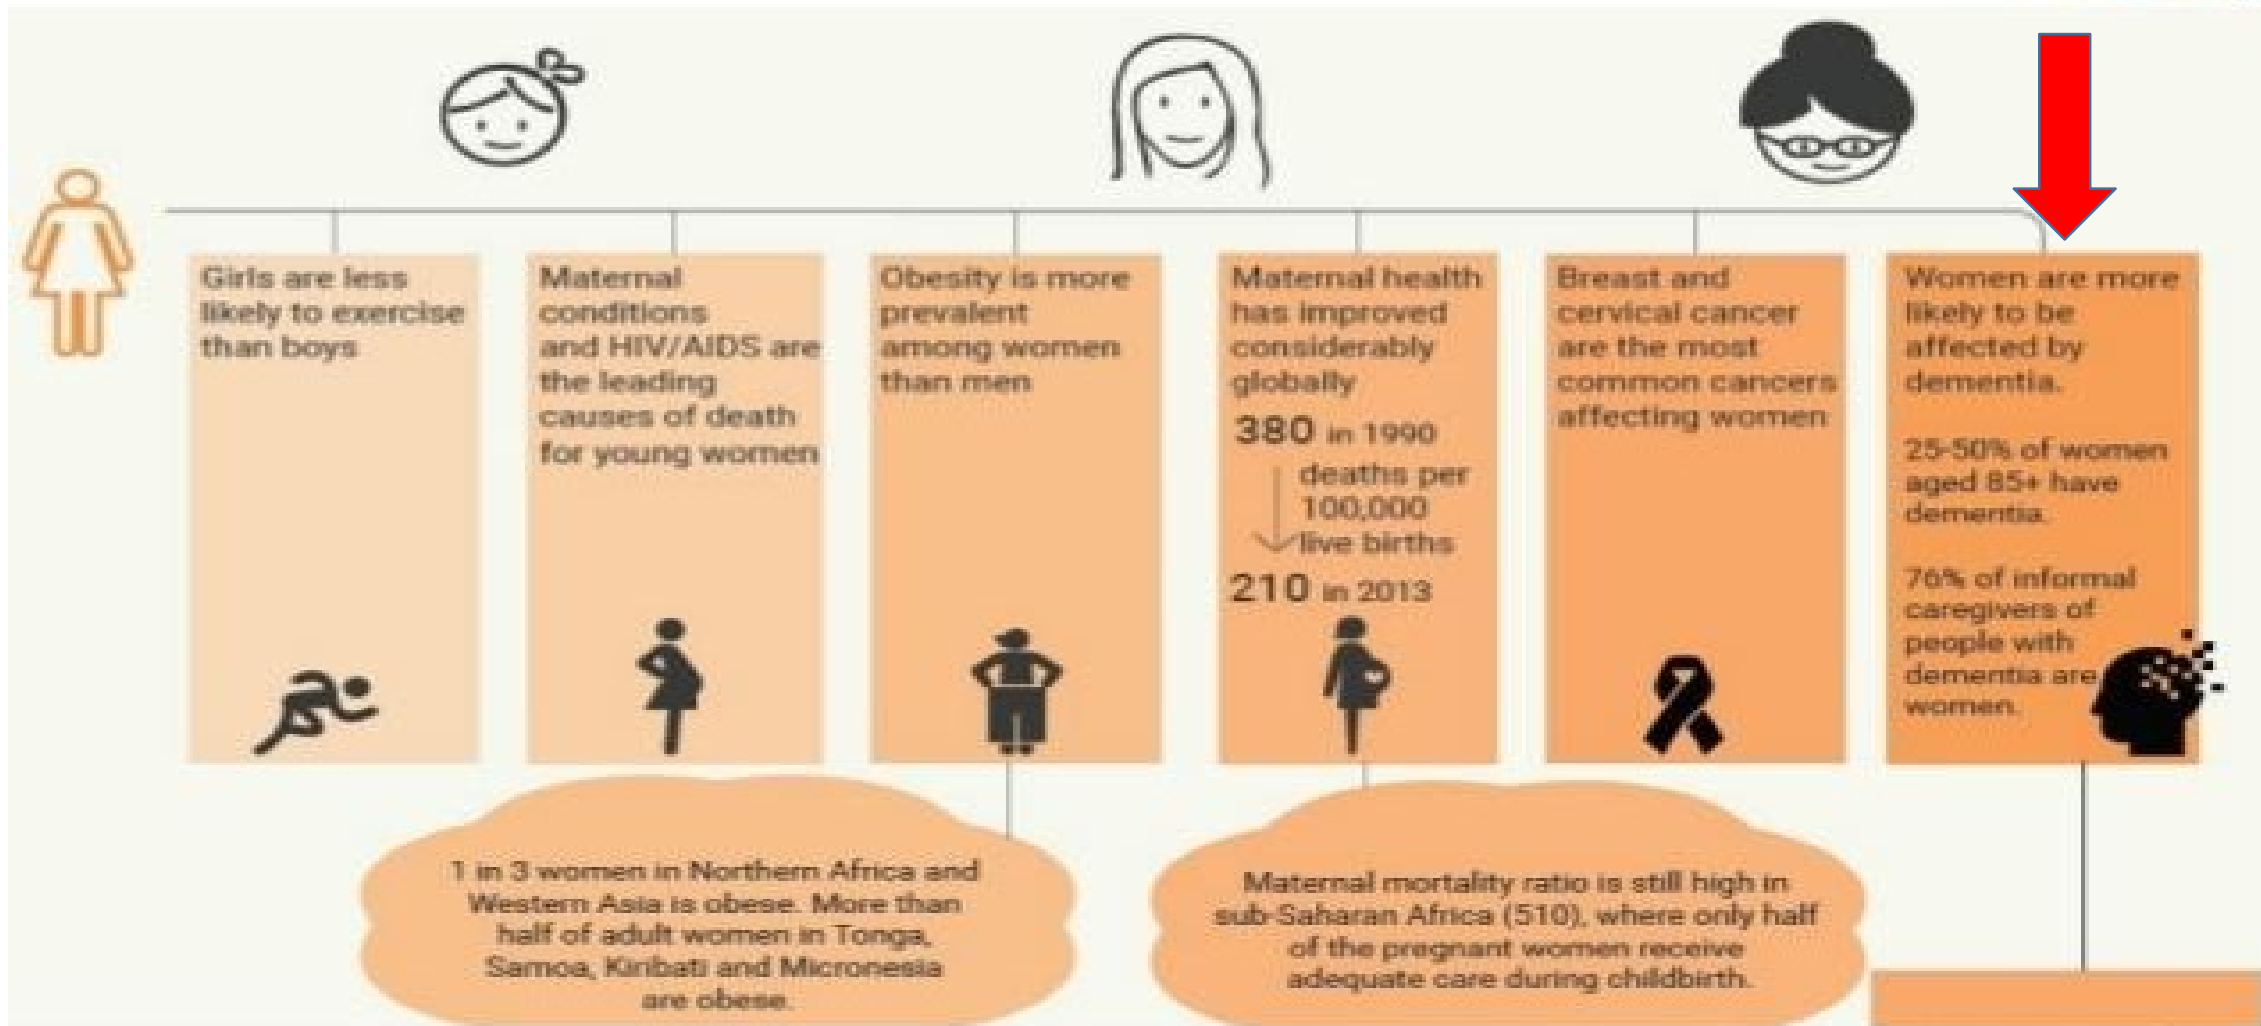 Girls are less
likely to exercise
than boys
Maternal
conditions
and HIV/AIDS are
the leading
causes of death
for young women
Obesity is more
prevalent
among women
than men
Maternal health
has improved
considerably
globally
380 in 1990
deaths per
100,000
live births
210 in 2013
Breast and
cervical cancer
are the most
common cancers
affecting women
Women are more
likely to be
affected by
dementia.
25-50% of women
aged 85+ have
dementia.
76% of informal
caregivers of
people with
dementia are
women.
1 in 3 women in Northern Africa and
Western Asia is obese. More than
half of adult women in Tonga,
Samoa, Kiribati and Micronesia
are obese.
Maternal mortality ratio is still high in
sub-Saharan Africa (510), where only half
of the pregnant women receive
adequate care during childbirth.